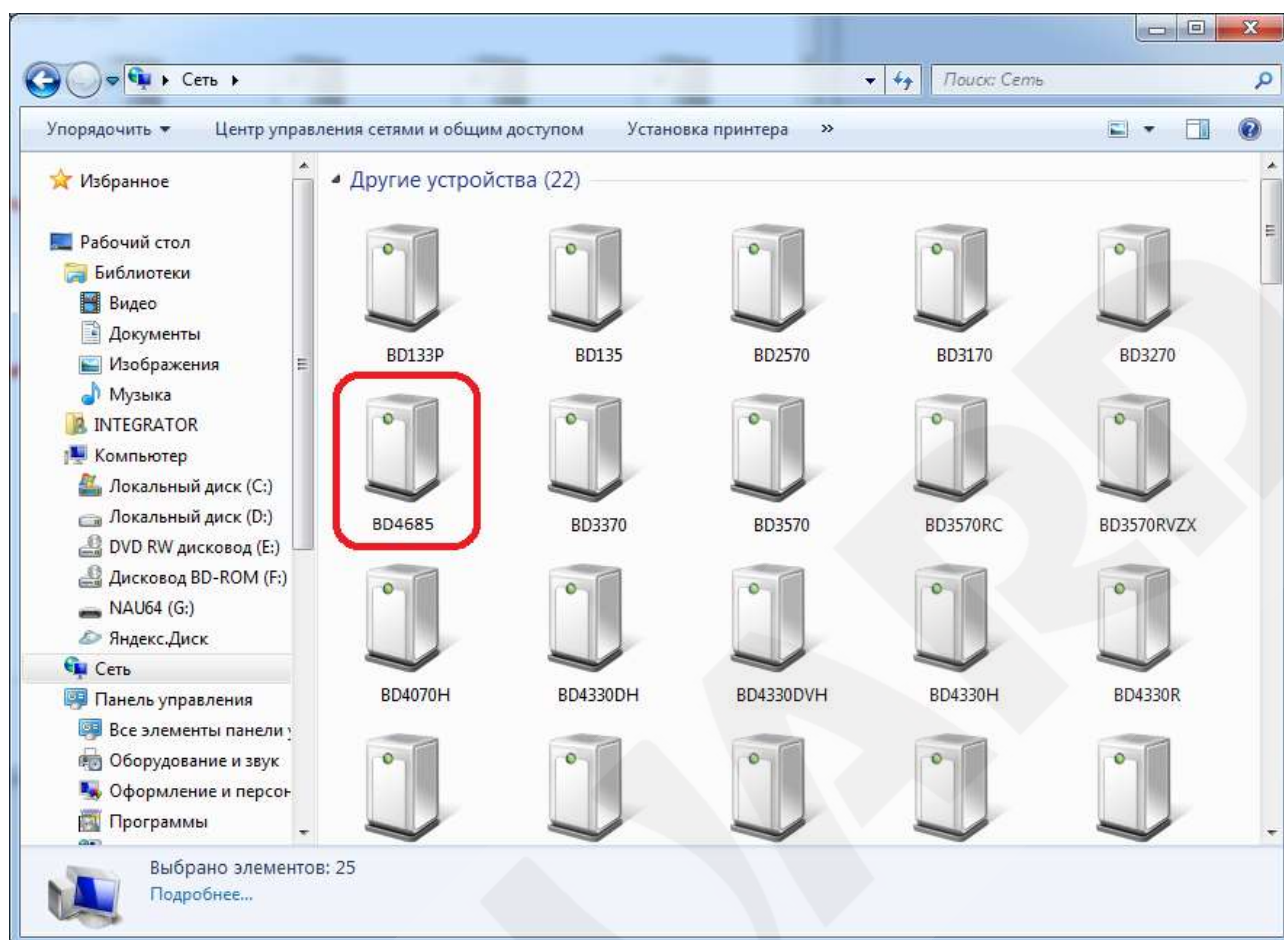 Сеть
Поиск: Сеть
Упорядочить Центр управления сетями и общим доступом Установка принтера »
Избранное
Рабочий стол
Библиотеки
Видео
Документы
Изображения
Музыка
INTEGRATOR
Компьютер
Локальный диск (C:)
Локальный диск (D:)
DVD RW дисковод (E:)
Дисковод BD-ROM (F:)
NAU64 (G:)
Яндекс.Диск
Сеть
Панель управления
Все элементы панели
Оборудование и звук
Оформление и персон
Программы
Другие устройства (22)
BD133P BD135 BD2570 BD3170 BD3270
BD4685 BD3370 BD3570 BD3570RC BD3570RVZX
BD4070H BD4330DH BD4330DVH BD4330H BD4330R
Выбрано элементов: 25
Подробнее...